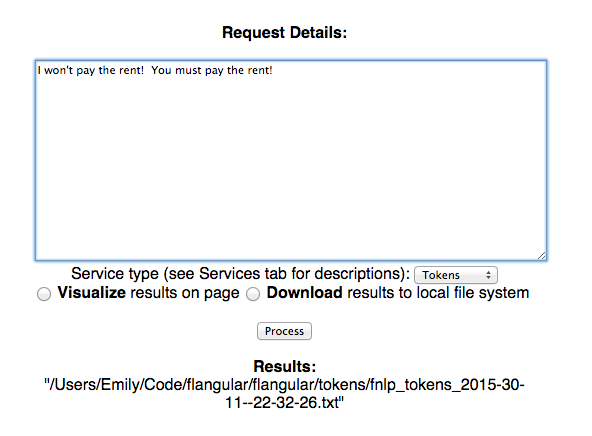 Request Details:
I won't pay the rent!  You must pay the rent!
Service type (see Services tab for descriptions): Tokens
Visualize results on page Download results to local file system
Process
Results:
"/Users/Emily/Code/flangular/flangular/tokens/fnlp_tokens_2015-30-
11--22-32-26.txt"